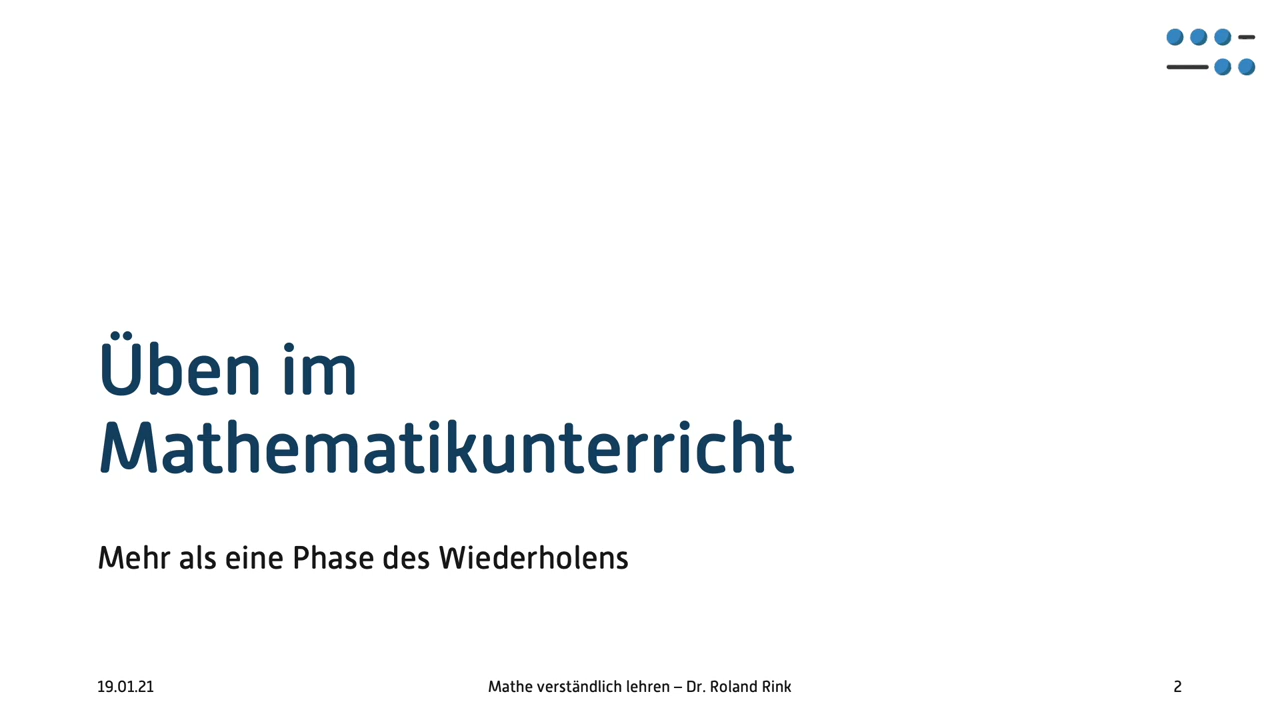 Üben im
Mathematikunterricht
Mehr als eine Phase des Wiederholens
19.01.21
Mathe verständlich lehren – Dr. Roland Rink
2